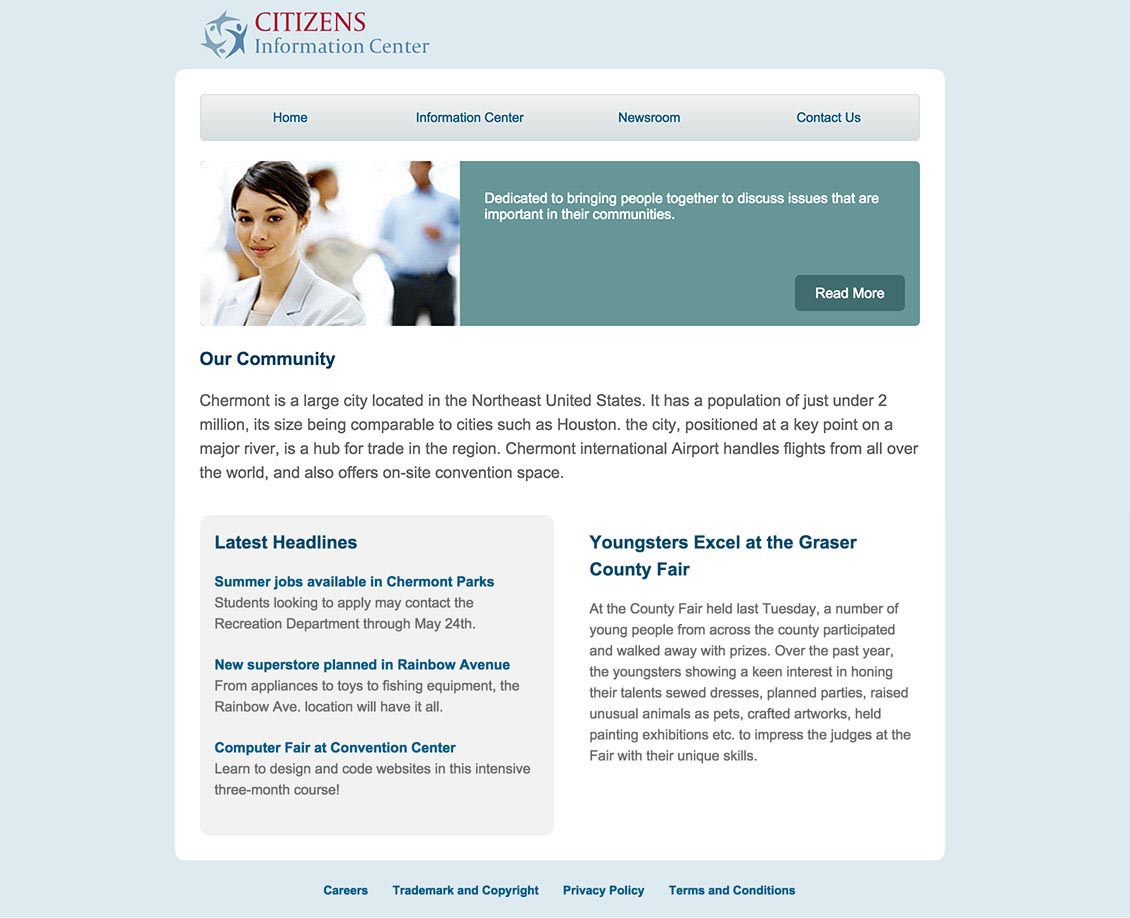 CITIZENS
Information Center
Home
Information Center
Newsroom
Contact Us
Dedicated to bringing people together to discuss issues that are
important in their communities.
Read More
Our Community
Chermont is a large city located in the Northeast United States. It has a population of just under 2
million, its size being comparable to cities such as Houston. the city, positioned at a key point on a
major river, is a hub for trade in the region. Chermont international Airport handles flights from all over
the world, and also offers on-site convention space.
Latest Headlines
Summer jobs available in Chermont Parks
Students looking to apply may contact the
Recreation Department through May 24th.
New superstore planned in Rainbow Avenue
From appliances to toys to fishing equipment, the
Rainbow Ave. location will have it all.
Computer Fair at Convention Center
Learn to design and code websites in this intensive
three-month course!
Youngsters Excel at the Graser
County Fair
At the County Fair held last Tuesday, a number of
young people from across the county participated
and walked away with prizes. Over the past year,
the youngsters showing a keen interest in honing
their talents sewed dresses, planned parties, raised
unusual animals as pets, crafted artworks, held
painting exhibitions etc. to impress the judges at the
Fair with their unique skills.
Careers
Trademark and Copyright
Privacy Policy
Terms and Conditions